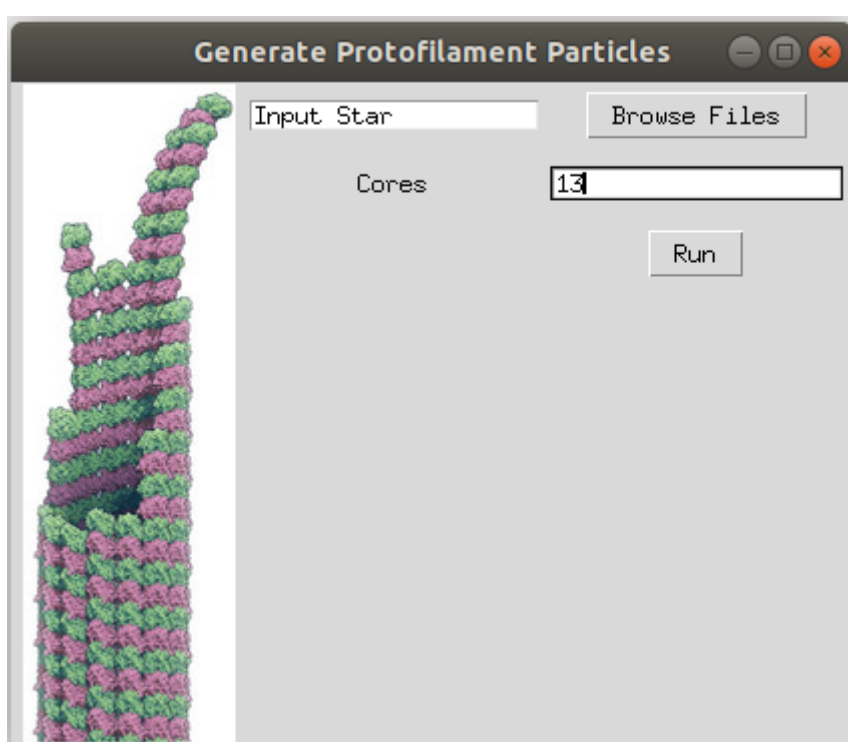 Generate Protofilament Particles
Input Star
Browse Files
Cores
13
Run